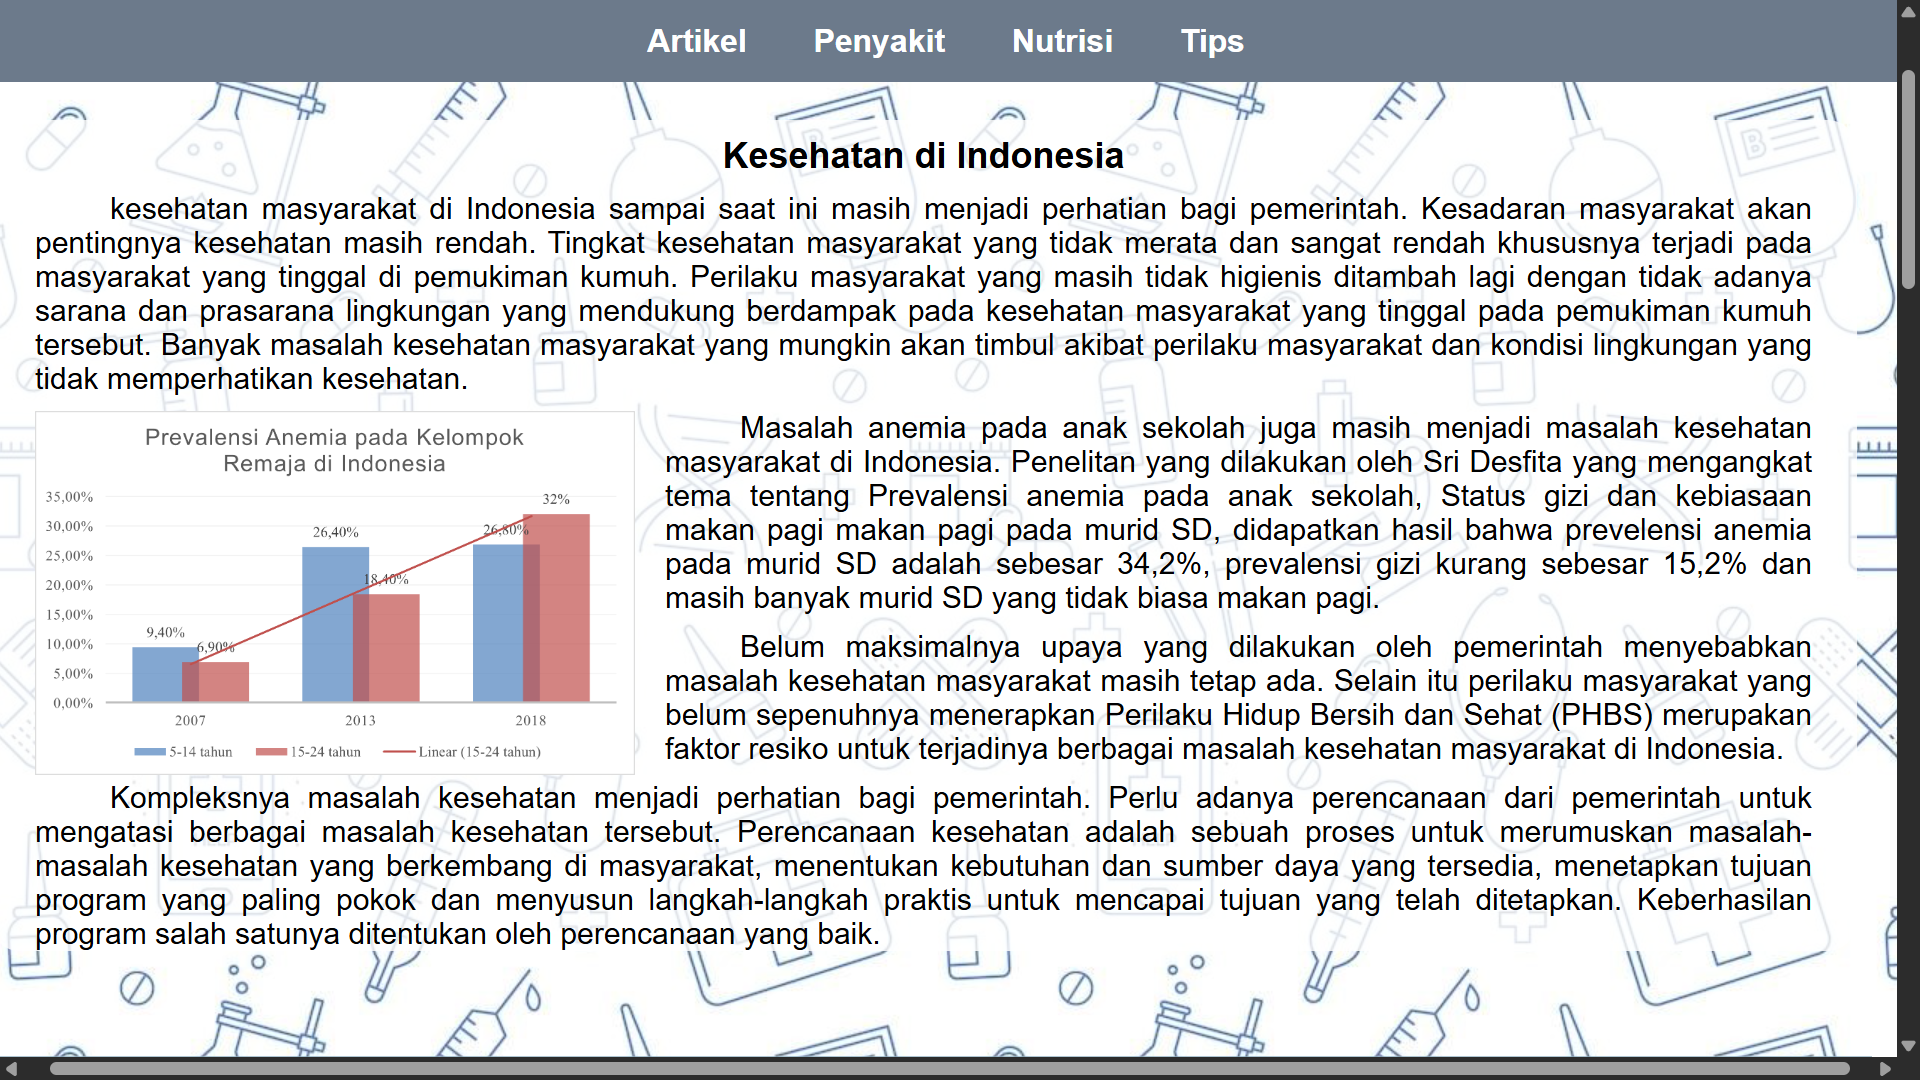 Artikel Penyakit Nutrisi Tips
Kesehatan di Indonesia
kesehatan masyarakat di Indonesia sampai saat ini masih menjadi perhatian bagi pemerintah. Kesadaran masyarakat akan
pentingnya kesehatan masih rendah. Tingkat kesehatan masyarakat yang tidak merata dan sangat rendah khususnya terjadi pada
masyarakat yang tinggal di pemukiman kumuh. Perilaku masyarakat yang masih tidak higienis ditambah lagi dengan tidak adanya
sarana dan prasarana lingkungan yang mendukung berdampak pada kesehatan masyarakat yang tinggal pada pemukiman kumuh
tersebut. Banyak masalah kesehatan masyarakat yang mungkin akan timbul akibat perilaku masyarakat dan kondisi lingkungan yang
tidak memperhatikan kesehatan.
Prevalensi Anemia pada Kelompok
Remaja di Indonesia
35,00%
30,00%
25,00%
20,00%
15,00%
10,00%
5,00%
0,00%
9,40%
6,90%
26,40%
18,40%
26,80%
32%
2007 2013 2018
5-14 tahun 15-24 tahun Linear (15-24 tahun)
Masalah anemia pada anak sekolah juga masih menjadi masalah kesehatan
masyarakat di Indonesia. Penelitan yang dilakukan oleh Sri Desfita yang mengangkat
tema tentang Prevalensi anemia pada anak sekolah, Status gizi dan kebiasaan
makan pagi makan pagi pada murid SD, didapatkan hasil bahwa prevelensi anemia
pada murid SD adalah sebesar 34,2%, prevalensi gizi kurang sebesar 15,2% dan
masih banyak murid SD yang tidak biasa makan pagi.
Belum maksimalnya upaya yang dilakukan oleh pemerintah menyebabkan
masalah kesehatan masyarakat masih tetap ada. Selain itu perilaku masyarakat yang
belum sepenuhnya menerapkan Perilaku Hidup Bersih dan Sehat (PHBS) merupakan
faktor resiko untuk terjadinya berbagai masalah kesehatan masyarakat di Indonesia.
Kompleksnya masalah kesehatan menjadi perhatian bagi pemerintah. Perlu adanya perencanaan dari pemerintah untuk
mengatasi berbagai masalah kesehatan tersebut. Perencanaan kesehatan adalah sebuah proses untuk merumuskan masalah-
masalah kesehatan yang berkembang di masyarakat, menentukan kebutuhan dan sumber daya yang tersedia, menetapkan tujuan
program yang paling pokok dan menyusun langkah-langkah praktis untuk mencapai tujuan yang telah ditetapkan. Keberhasilan
program salah satunya ditentukan oleh perencanaan yang baik.